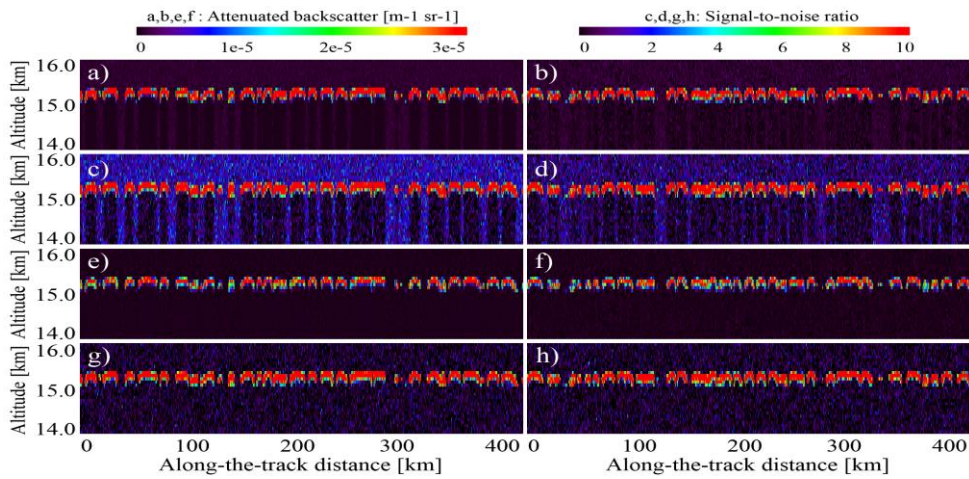 a,b,e,f : Attenuated backscatter [m-1 sr-1]
c,d,g,h: Signal-to-noise ratio
0 1e-5 2e-5 3e-5
0 2 4 6 8 10
Altitude [km]
16.0
15.0
14.0
a)
b)
Altitude [km]
16.0
15.0
14.0
c)
d)
Altitude [km]
16.0
15.0
14.0
e)
f)
Altitude [km]
16.0
15.0
14.0
g)
h)
0 100 200 300 400
0 100 200 300 400
Along-the-track distance [km]
Along-the-track distance [km]